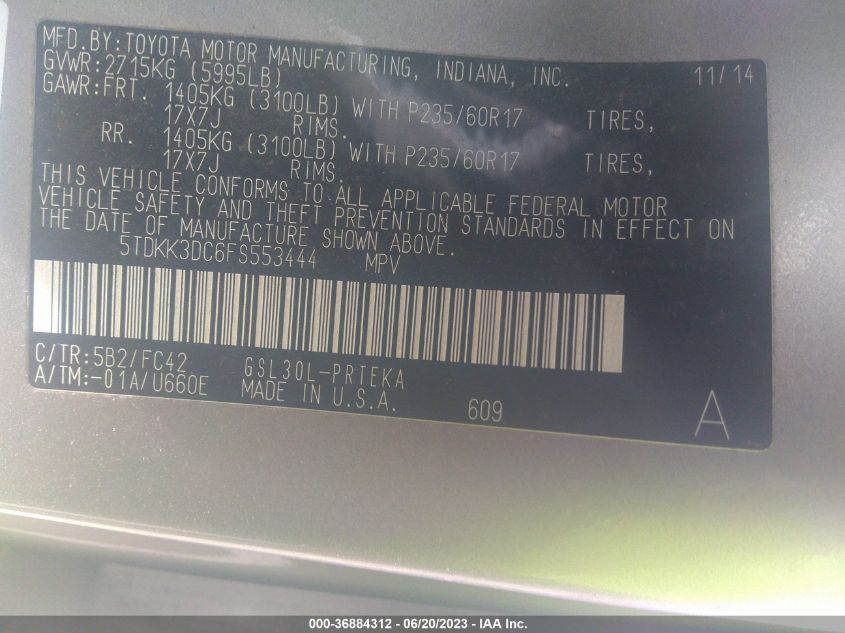 MFD.BY:TOYOTA MOTOR MANUFACTURING, INDIANA, INC. 11/14
GVWR:2715KG (5995LB)
GAWR:FRT. 1405KG (3100LB) WITH P235/60R17 TIRES,
17X7J RIMS.
RR. 1405KG (3100LB) WITH P235/60R17 TIRES,
17X7J RIMS.
THIS VEHICLE CONFORMS TO ALL APPLICABLE FEDERAL MOTOR
VEHICLE SAFETY AND THEFT PREVENTION STANDARDS IN EFFECT ON
THE DATE OF MANUFACTURE SHOWN ABOVE.
5TDKK3DC6FS553444 MPV
C/TR:5B2/FC42 GSL30L-PRTEKA
A/TM:-01A/U660E MADE IN U.S.A. 609 A
000-36884312 - 06/20/2023 - IAA Inc.